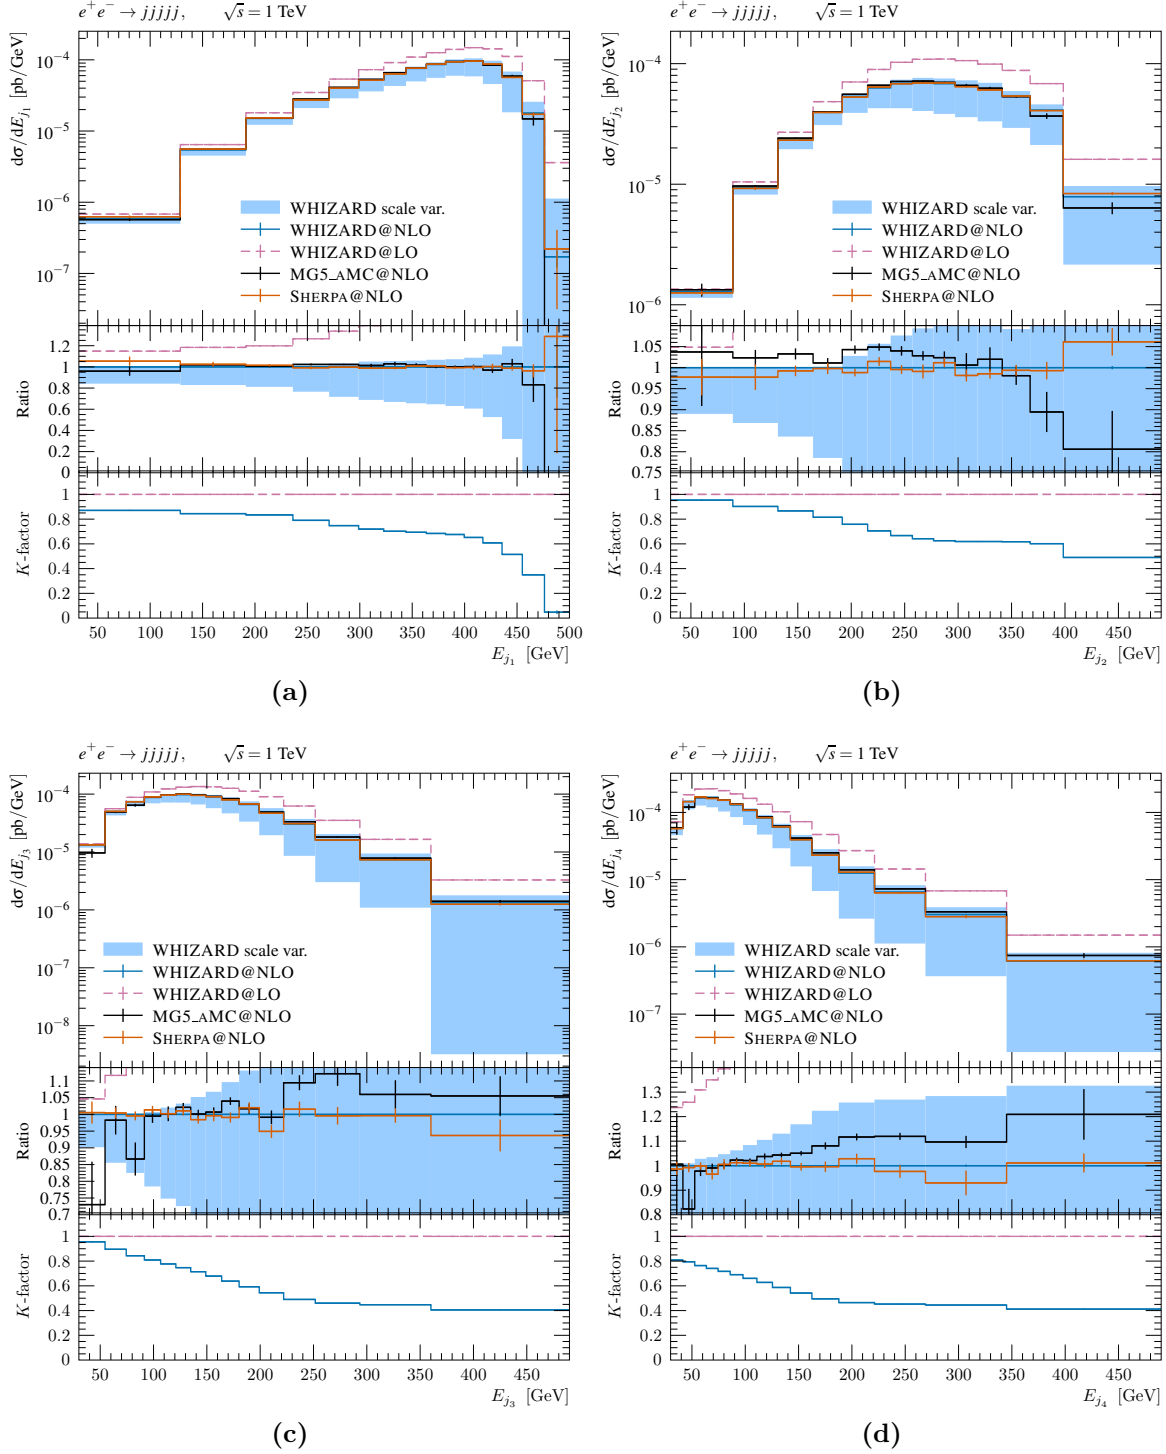 e⁺e⁻ → jjjjj, √s = 1 TeV
dσ/dE_{j₁} [pb/GeV]
10⁻⁴
10⁻⁵
10⁻⁶
10⁻⁷
WHIZARD scale var.
WHIZARD@NLO
WHIZARD@LO
MG5_AMC@NLO
SHERPA@NLO
Ratio
1.2
1
0.8
0.6
0.4
0.2
0
K-factor
1
0.8
0.6
0.4
0.2
0
50 100 150 200 250 300 350 400 450 500
E_{j₁} [GeV]
(a)
e⁺e⁻ → jjjjj, √s = 1 TeV
dσ/dE_{j₂} [pb/GeV]
10⁻⁴
10⁻⁵
10⁻⁶
WHIZARD scale var.
WHIZARD@NLO
WHIZARD@LO
MG5_AMC@NLO
SHERPA@NLO
Ratio
1.05
1
0.95
0.9
0.85
0.8
0.75
K-factor
1
0.8
0.6
0.4
0.2
0
50 100 150 200 250 300 350 400 450
E_{j₂} [GeV]
(b)
e⁺e⁻ → jjjjj, √s = 1 TeV
dσ/dE_{j₃} [pb/GeV]
10⁻⁴
10⁻⁵
10⁻⁶
10⁻⁷
10⁻⁸
WHIZARD scale var.
WHIZARD@NLO
WHIZARD@LO
MG5_AMC@NLO
SHERPA@NLO
Ratio
1.1
1.05
1
0.95
0.9
0.85
0.8
0.75
0.7
K-factor
1
0.8
0.6
0.4
0.2
0
50 100 150 200 250 300 350 400 450
E_{j₃} [GeV]
(c)
e⁺e⁻ → jjjjj, √s = 1 TeV
dσ/dE_{j₄} [pb/GeV]
10⁻⁴
10⁻⁵
10⁻⁶
10⁻⁷
WHIZARD scale var.
WHIZARD@NLO
WHIZARD@LO
MG5_AMC@NLO
SHERPA@NLO
Ratio
1.3
1.2
1.1
1
0.9
0.8
K-factor
1
0.8
0.6
0.4
0.2
0
50 100 150 200 250 300 350 400 450
E_{j₄} [GeV]
(d)